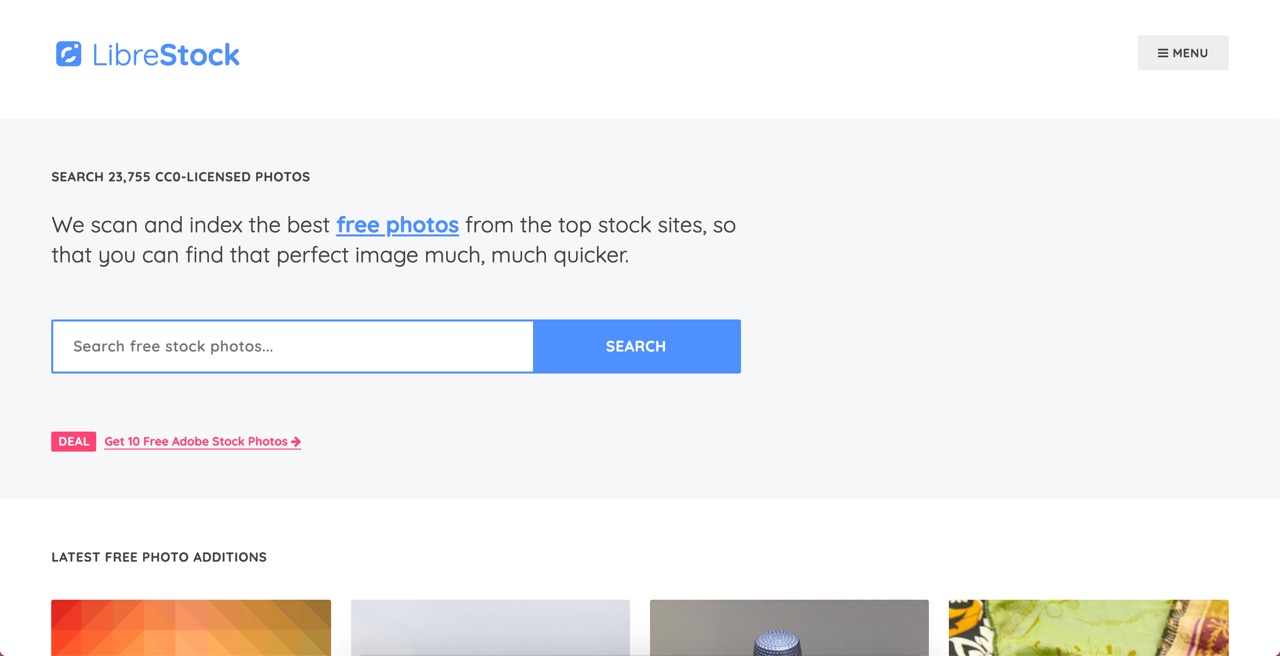 LibreStock
MENU
SEARCH 23,755 CC0-LICENSED PHOTOS
We scan and index the best free photos from the top stock sites, so
that you can find that perfect image much, much quicker.
Search free stock photos...
SEARCH
DEAL Get 10 Free Adobe Stock Photos →
LATEST FREE PHOTO ADDITIONS